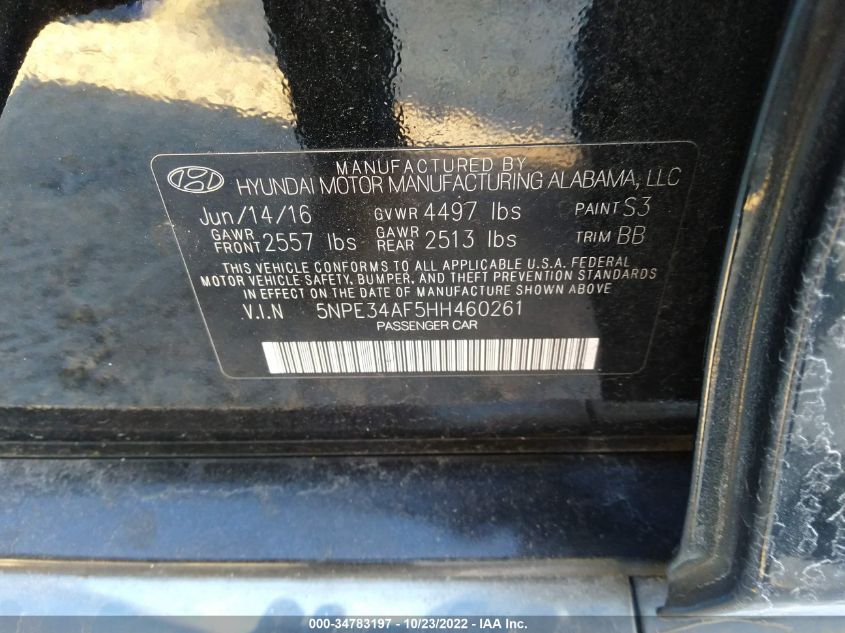 MANUFACTURED BY
HYUNDAI MOTOR MANUFACTURING ALABAMA, LLC
Jun/14/16 GVWR 4497 lbs PAINT S3
GAWR FRONT 2557 lbs GAWR REAR 2513 lbs TRIM BB
THIS VEHICLE CONFORMS TO ALL APPLICABLE U.S.A. FEDERAL
MOTOR VEHICLE SAFETY, BUMPER, AND THEFT PREVENTION STANDARDS
IN EFFECT ON THE DATE OF MANUFACTURE SHOWN ABOVE
V.I.N 5NPE34AF5HH460261
PASSENGER CAR
000-34783197 - 10/23/2022 - IAA Inc.